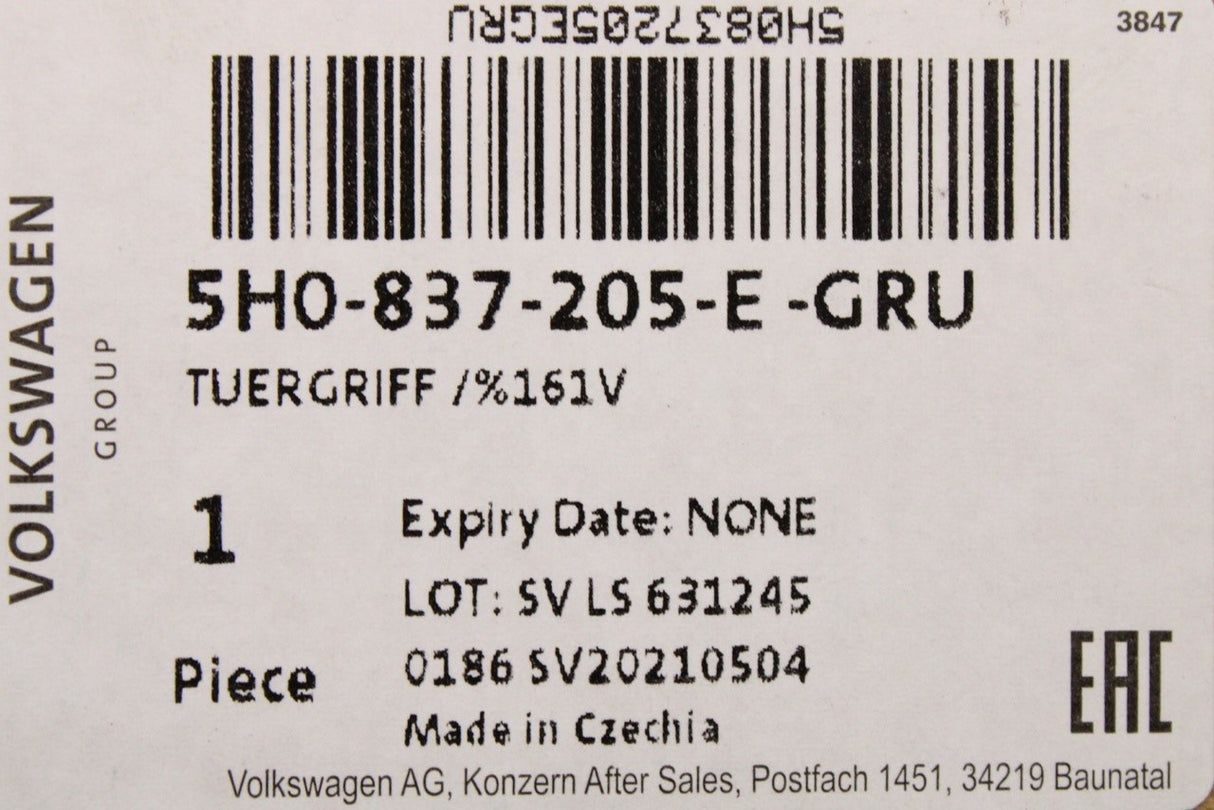 5H0837205EGRU
3847
VOLKSWAGEN
GROUP
5H0-837-205-E -GRU
TUERGRIFF /%161V
1
Piece
Expiry Date: NONE
LOT: SV LS 631245
0186 SV20210504
Made in Czechia
EAC
Volkswagen AG, Konzern After Sales, Postfach 1451, 34219 Baunatal